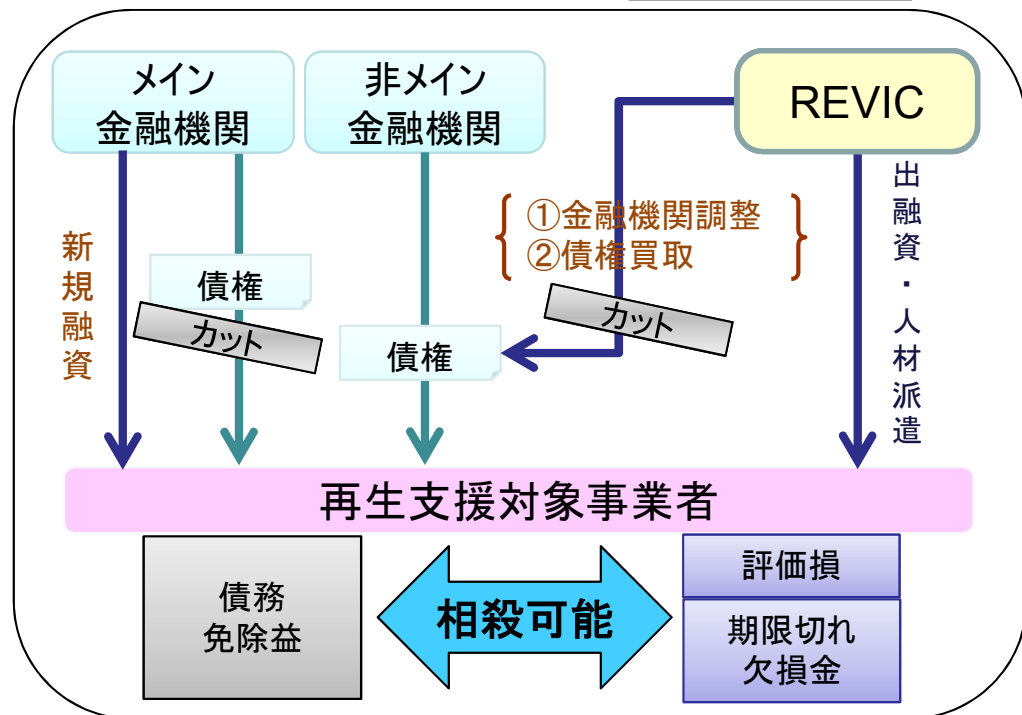 メイン
金融機関
非メイン
金融機関
REVIC
①金融機関調整
②債権買取
新規融資
債権
カット
債権
カット
出融資・人材派遣
再生支援対象事業者
債務
免除益
相殺可能
評価損
期限切れ
欠損金